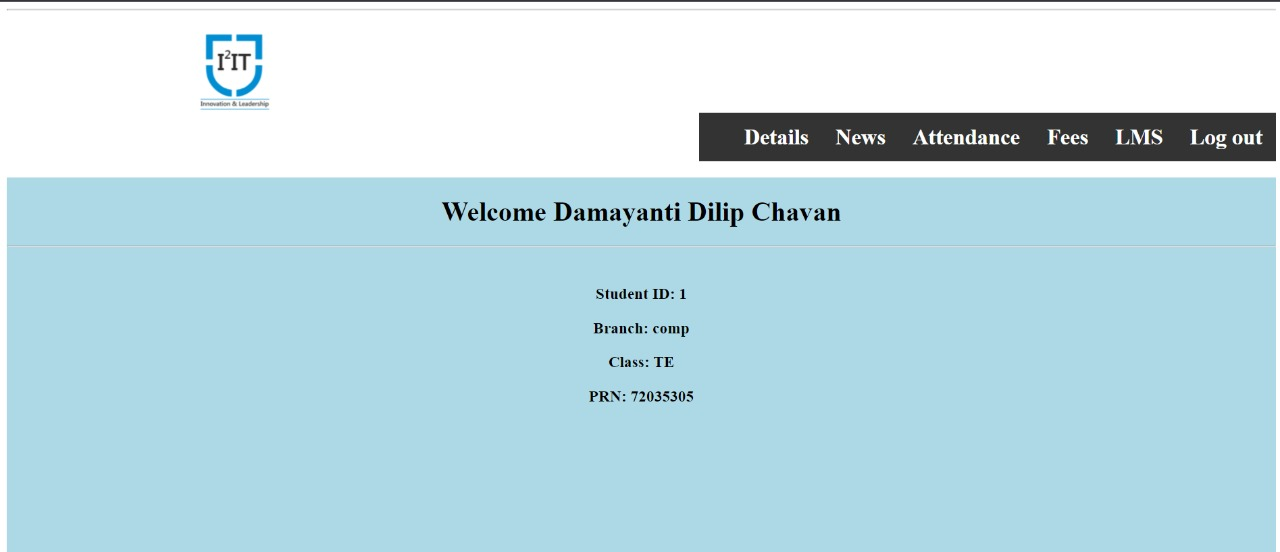 I²IT
Innovation & Leadership
Details News Attendance Fees LMS Log out
Welcome Damayanti Dilip Chavan
Student ID: 1
Branch: comp
Class: TE
PRN: 72035305